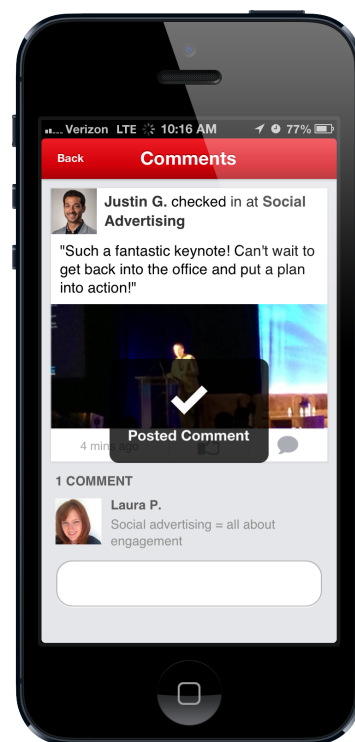 Verizon LTE 10:16 AM 77%
Back Comments
Justin G. checked in at Social
Advertising
"Such a fantastic keynote! Can't wait to
get back into the office and put a plan
into action!"
Posted Comment
4 mins ago
1 COMMENT
Laura P.
Social advertising = all about
engagement